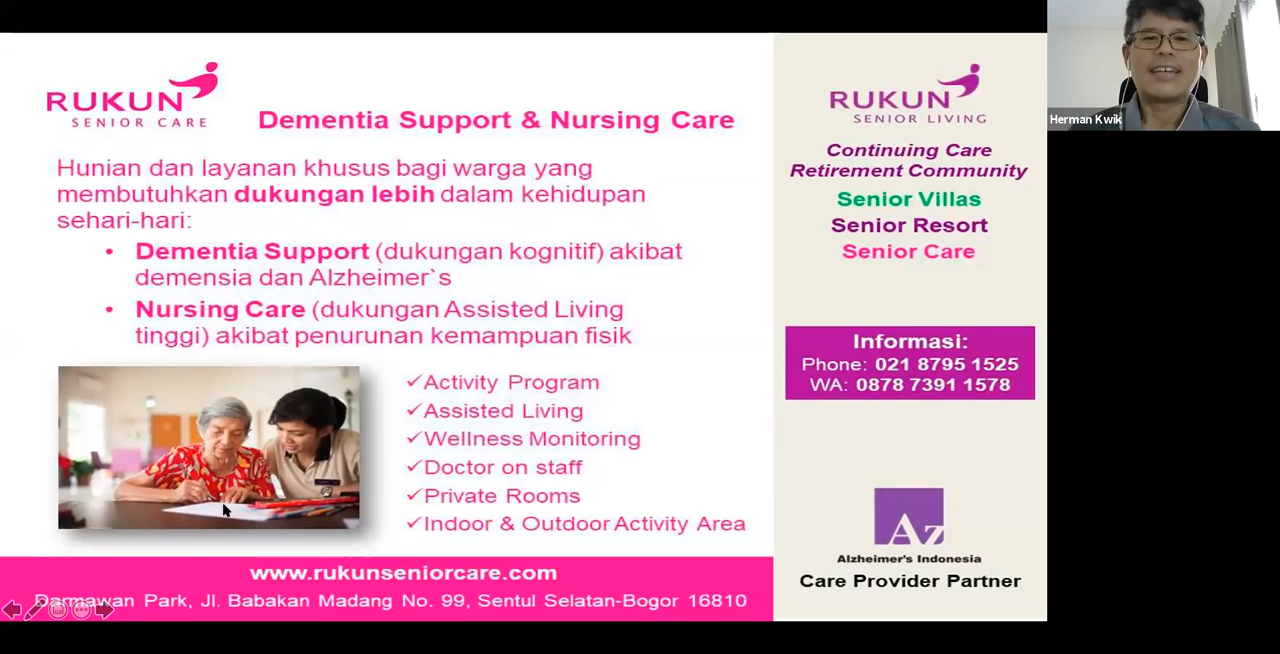 RUKUN
SENIOR CARE
Dementia Support & Nursing Care
Hunian dan layanan khusus bagi warga yang
membutuhkan dukungan lebih dalam kehidupan
sehari-hari:
• Dementia Support (dukungan kognitif) akibat
demensia dan Alzheimer`s
• Nursing Care (dukungan Assisted Living
tinggi) akibat penurunan kemampuan fisik
✓Activity Program
✓Assisted Living
✓Wellness Monitoring
✓Doctor on staff
✓Private Rooms
✓Indoor & Outdoor Activity Area
www.rukunseniorcare.com
Darmawan Park, Jl. Babakan Madang No. 99, Sentul Selatan-Bogor 16810
RUKUN
SENIOR LIVING
Continuing Care
Retirement Community
Senior Villas
Senior Resort
Senior Care
Informasi:
Phone: 021 8795 1525
WA: 0878 7391 1578
Az
Alzheimer's Indonesia
Care Provider Partner
Herman Kwik